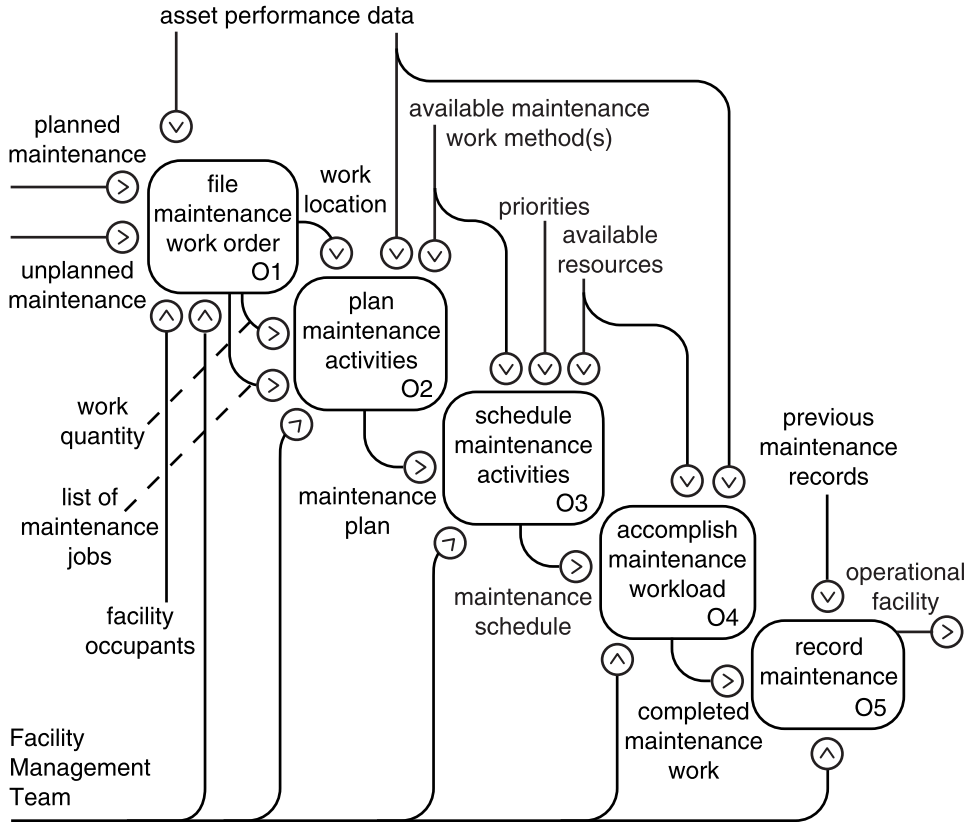 asset performance data
planned
maintenance
available maintenance
work method(s)
file
maintenance
work order
O1
work
location
priorities
available
resources
unplanned
maintenance
plan
maintenance
activities
O2
work
quantity
schedule
maintenance
activities
O3
previous
maintenance
records
list of
maintenance
jobs
maintenance
plan
accomplish
maintenance
workload
O4
operational
facility
maintenance
schedule
facility
occupants
record
maintenance
O5
completed
maintenance
work
Facility
Management
Team